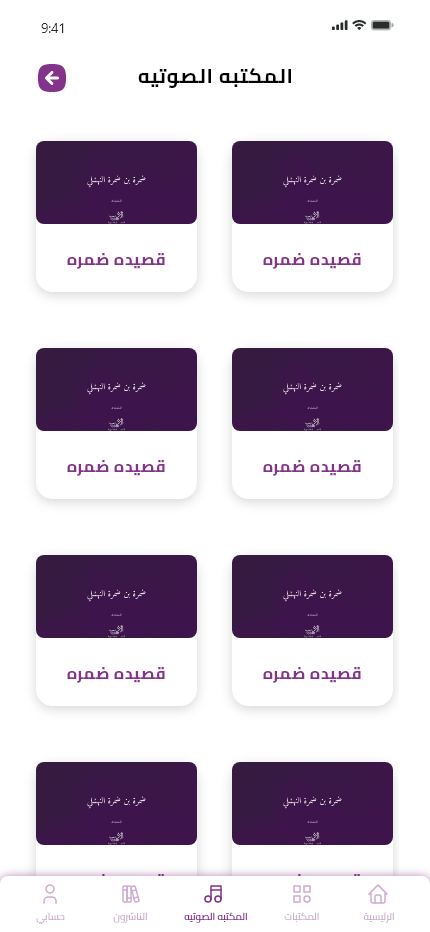 9:41
المكتبه الصوتيه
ضمرة بن ضمرة النهشلي
ضمرة بن ضمرة النهشلي
قصيده ضمره
قصيده ضمره
ضمرة بن ضمرة النهشلي
ضمرة بن ضمرة النهشلي
قصيده ضمره
قصيده ضمره
ضمرة بن ضمرة النهشلي
ضمرة بن ضمرة النهشلي
قصيده ضمره
قصيده ضمره
ضمرة بن ضمرة النهشلي
ضمرة بن ضمرة النهشلي
الرئيسية
المكتبات
المكتبه الصوتيه
الناشرون
حسابي